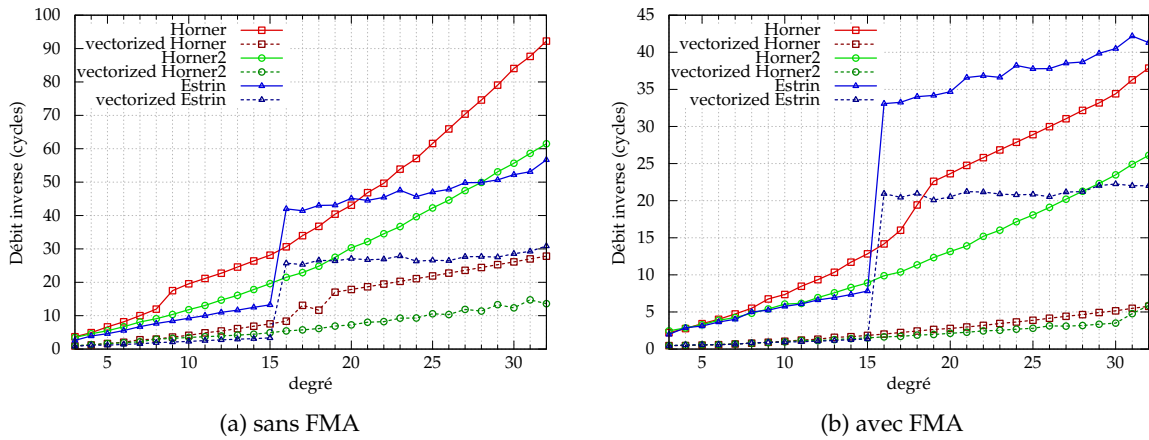 100
90
80
70
60
50
40
30
20
10
0
Débit inverse (cycles)
Horner
vectorized Horner
Horner2
vectorized Horner2
Estrin
vectorized Estrin
5
10
15
20
25
30
degré
(a) sans FMA
45
40
35
30
25
20
15
10
5
0
Débit inverse (cycles)
Horner
vectorized Horner
Horner2
vectorized Horner2
Estrin
vectorized Estrin
5
10
15
20
25
30
degré
(b) avec FMA